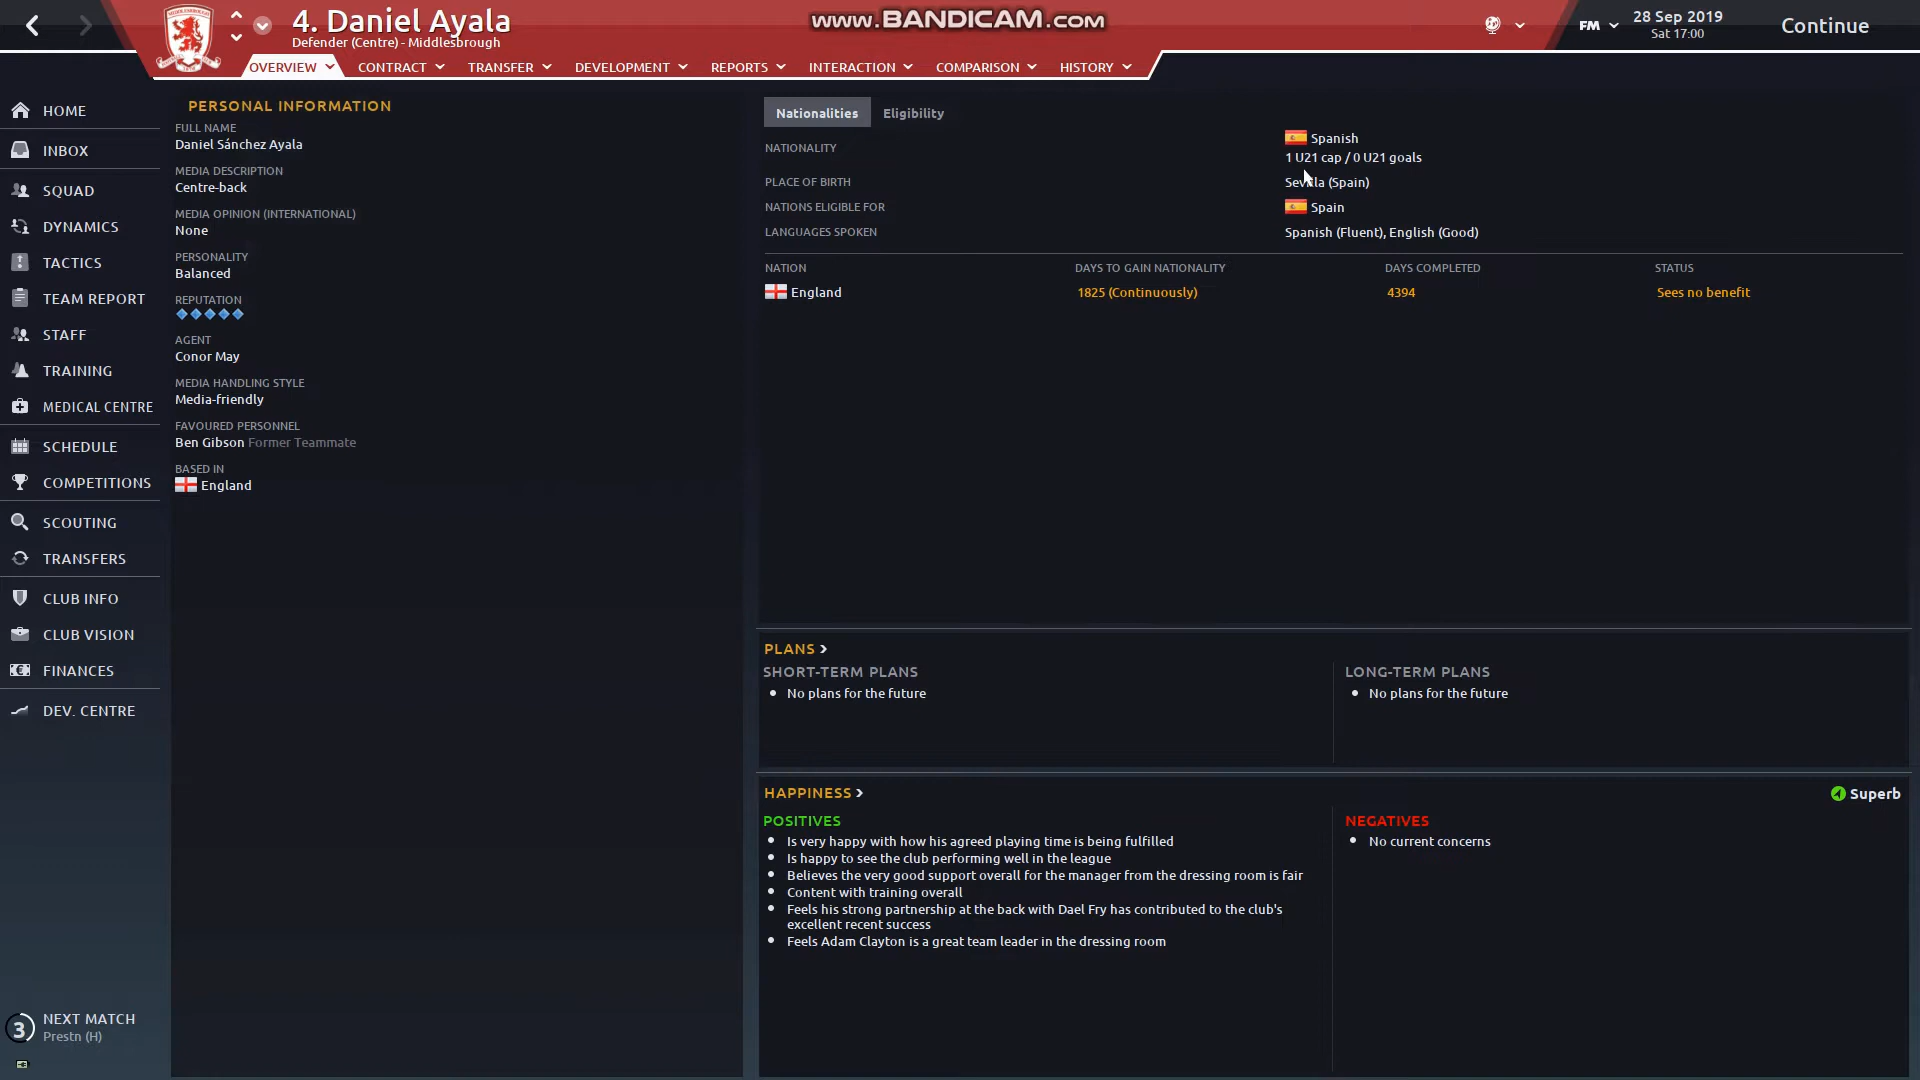 4. Daniel Ayala
Defender (Centre) - Middlesbrough
www.BANDICAM.com
FM
28 Sep 2019
Sat 17:00
Continue
OVERVIEW
CONTRACT
TRANSFER
DEVELOPMENT
REPORTS
INTERACTION
COMPARISON
HISTORY
HOME
INBOX
SQUAD
DYNAMICS
TACTICS
TEAM REPORT
STAFF
TRAINING
MEDICAL CENTRE
SCHEDULE
COMPETITIONS
SCOUTING
TRANSFERS
CLUB INFO
CLUB VISION
FINANCES
DEV. CENTRE
3
NEXT MATCH
Prestn (H)
PERSONAL INFORMATION
FULL NAME
Daniel Sánchez Ayala
MEDIA DESCRIPTION
Centre-back
MEDIA OPINION (INTERNATIONAL)
None
PERSONALITY
Balanced
REPUTATION
AGENT
Conor May
MEDIA HANDLING STYLE
Media-friendly
FAVOURED PERSONNEL
Ben Gibson Former Teammate
BASED IN
England
Nationalities
Eligibility
NATIONALITY
Spanish
1 U21 cap / 0 U21 goals
PLACE OF BIRTH
Sevilla (Spain)
NATIONS ELIGIBLE FOR
Spain
LANGUAGES SPOKEN
Spanish (Fluent), English (Good)
NATION
DAYS TO GAIN NATIONALITY
DAYS COMPLETED
STATUS
England
1825 (Continuously)
4394
Sees no benefit
PLANS >
SHORT-TERM PLANS
• No plans for the future
LONG-TERM PLANS
• No plans for the future
HAPPINESS >
Superb
POSITIVES
• Is very happy with how his agreed playing time is being fulfilled
• Is happy to see the club performing well in the league
• Believes the very good support overall for the manager from the dressing room is fair
• Content with training overall
• Feels his strong partnership at the back with Dael Fry has contributed to the club's
excellent recent success
• Feels Adam Clayton is a great team leader in the dressing room
NEGATIVES
• No current concerns